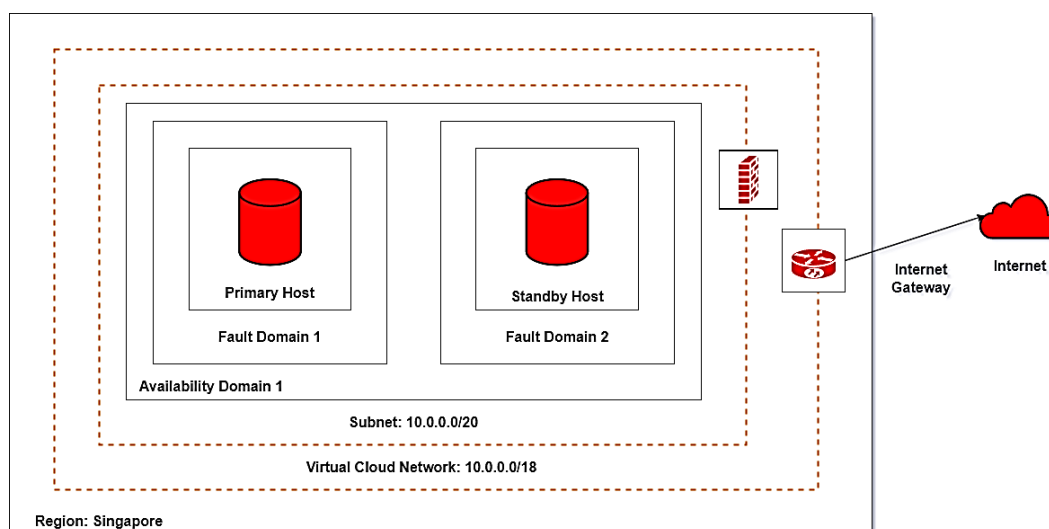 Primary Host
Standby Host
Fault Domain 1
Fault Domain 2
Availability Domain 1
Subnet: 10.0.0.0/20
Virtual Cloud Network: 10.0.0.0/18
Region: Singapore
Internet
Gateway
Internet